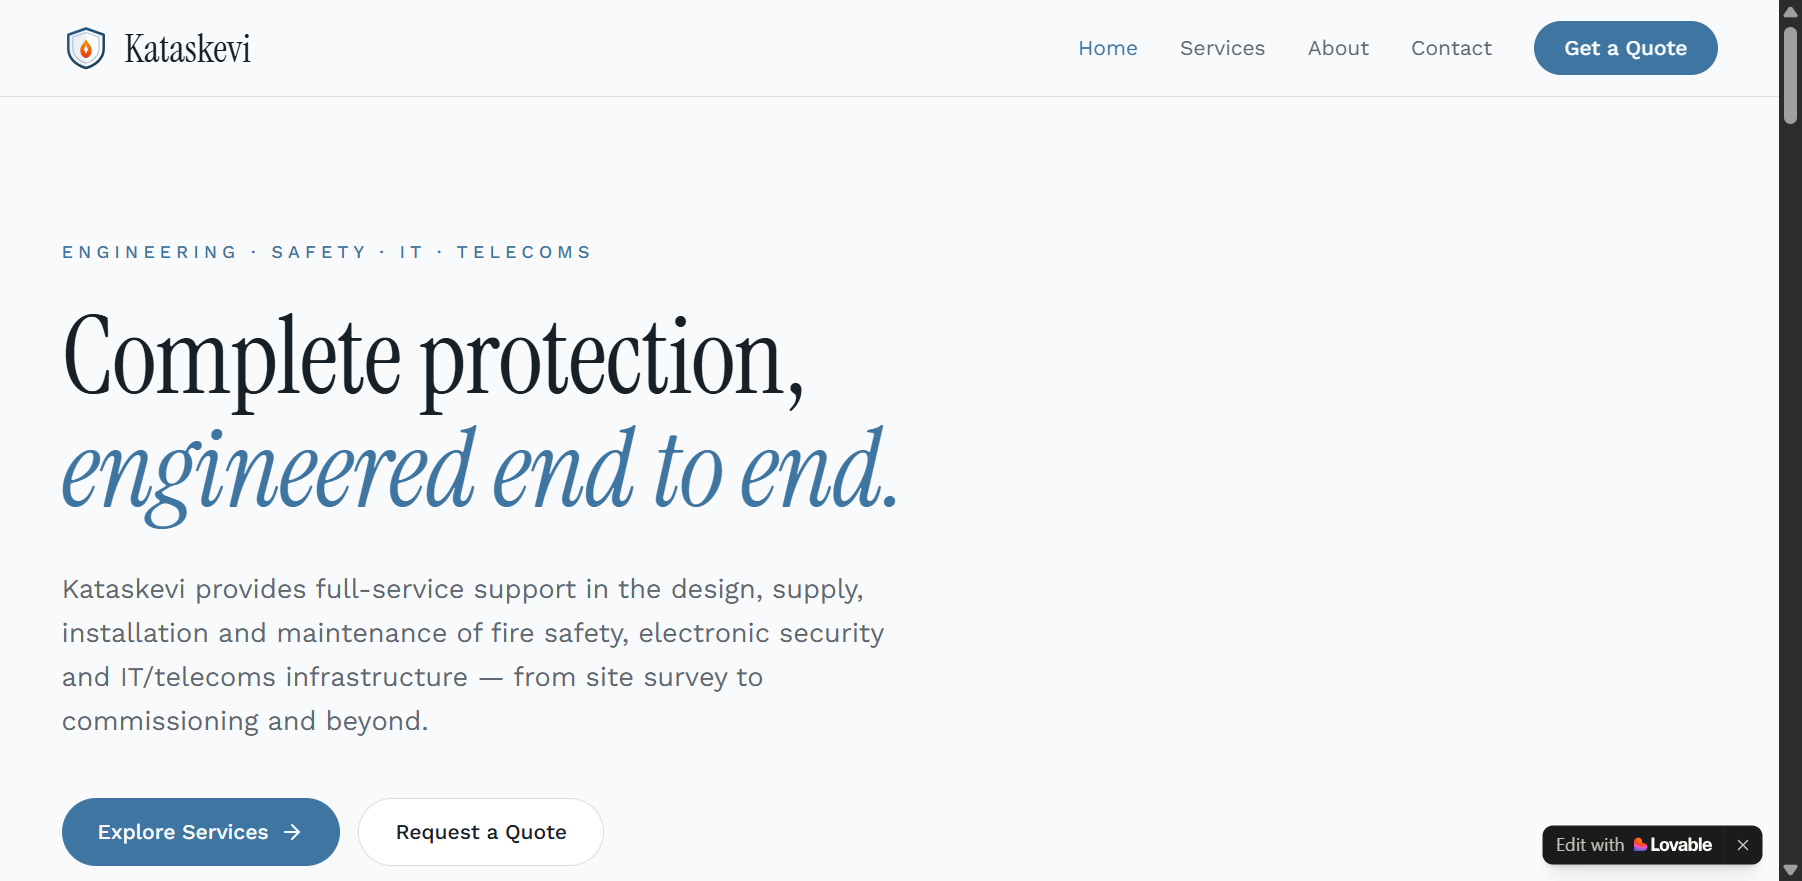 Kataskevi
Home Services About Contact Get a Quote
ENGINEERING · SAFETY · IT · TELECOMS
Complete protection,
engineered end to end.
Kataskevi provides full-service support in the design, supply,
installation and maintenance of fire safety, electronic security
and IT/telecoms infrastructure — from site survey to
commissioning and beyond.
Explore Services → Request a Quote
Edit with Lovable ×